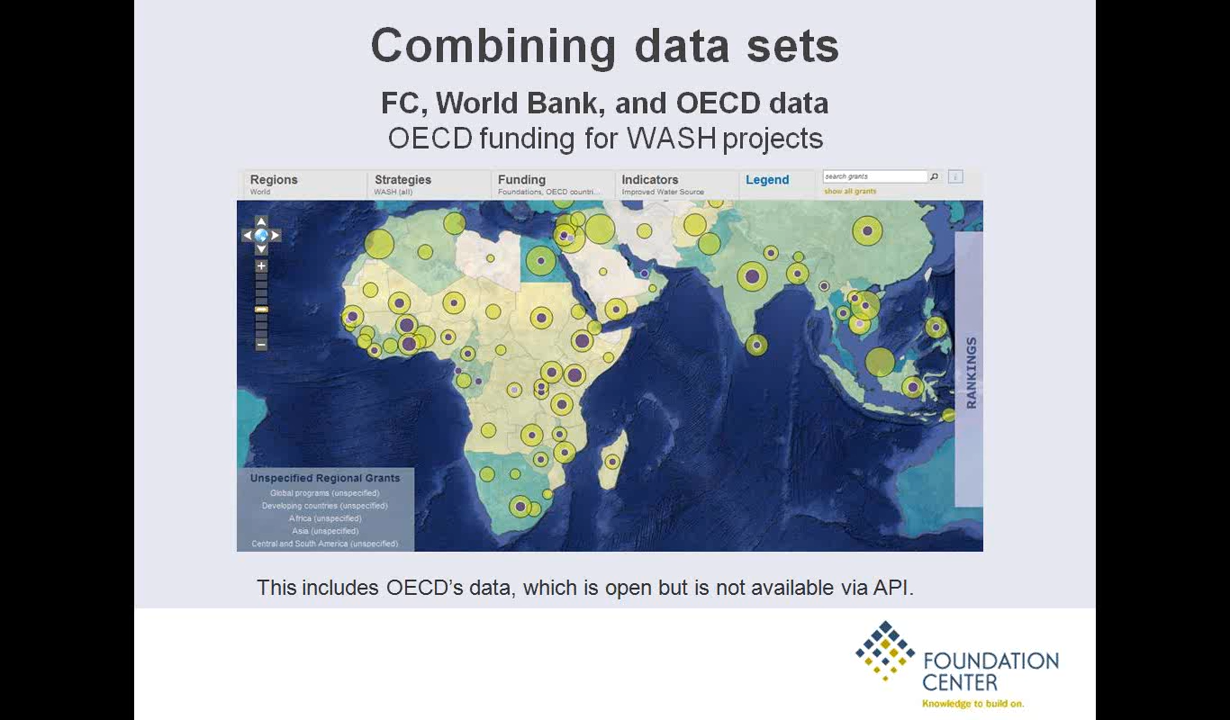 Combining data sets
FC, World Bank, and OECD data
OECD funding for WASH projects
Regions
World
Strategies
WASH (all)
Funding
Foundations, OECD countri...
Indicators
Improved Water Source
Legend
search grants
show all grants
RANKINGS
Unspecified Regional Grants
Global programs (unspecified)
Developing countries (unspecified)
Africa (unspecified)
Asia (unspecified)
Central and South America (unspecified)
This includes OECD's data, which is open but is not available via API.
FOUNDATION
CENTER
Knowledge to build on.